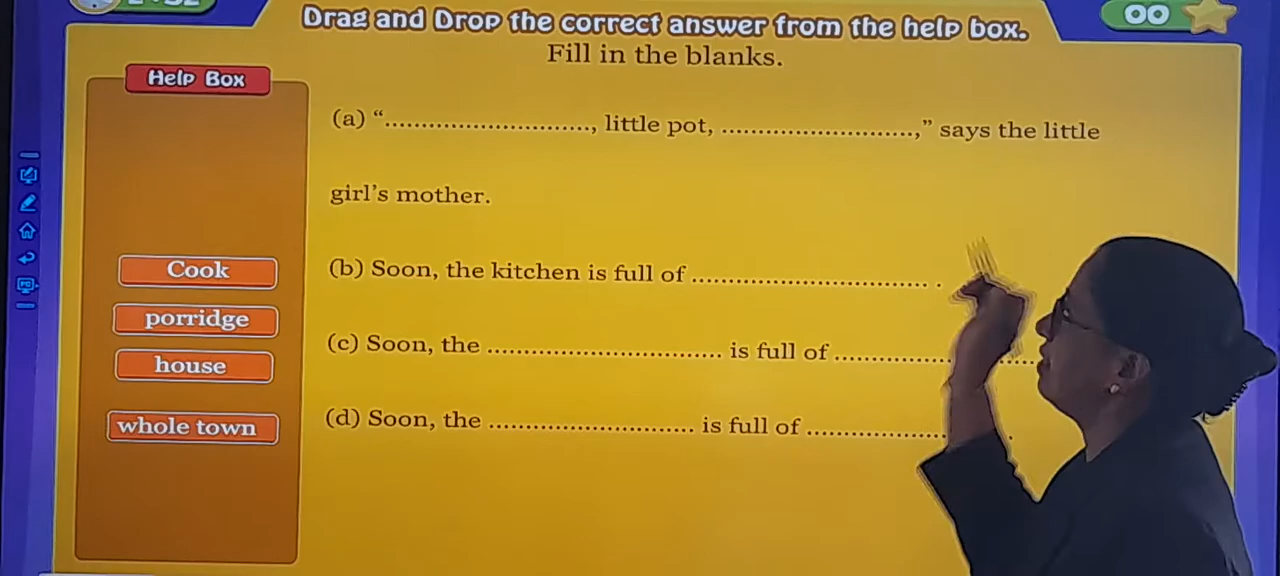 OO
Drag and Drop the correct answer from the help box.
Fill in the blanks.
Help Box
(a) “..........................., little pot, .........................,” says the little
girl’s mother.
Cook
(b) Soon, the kitchen is full of ............................... .
porridge
(c) Soon, the ............................... is full of ...........................
house
(d) Soon, the ........................... is full of ...................
whole town